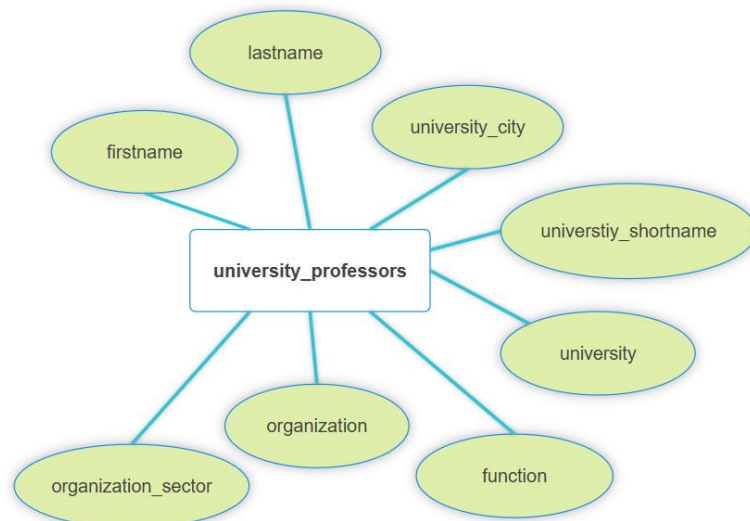 lastname
university_city
firstname
universtiy_shortname
university_professors
university
organization
function
organization_sector